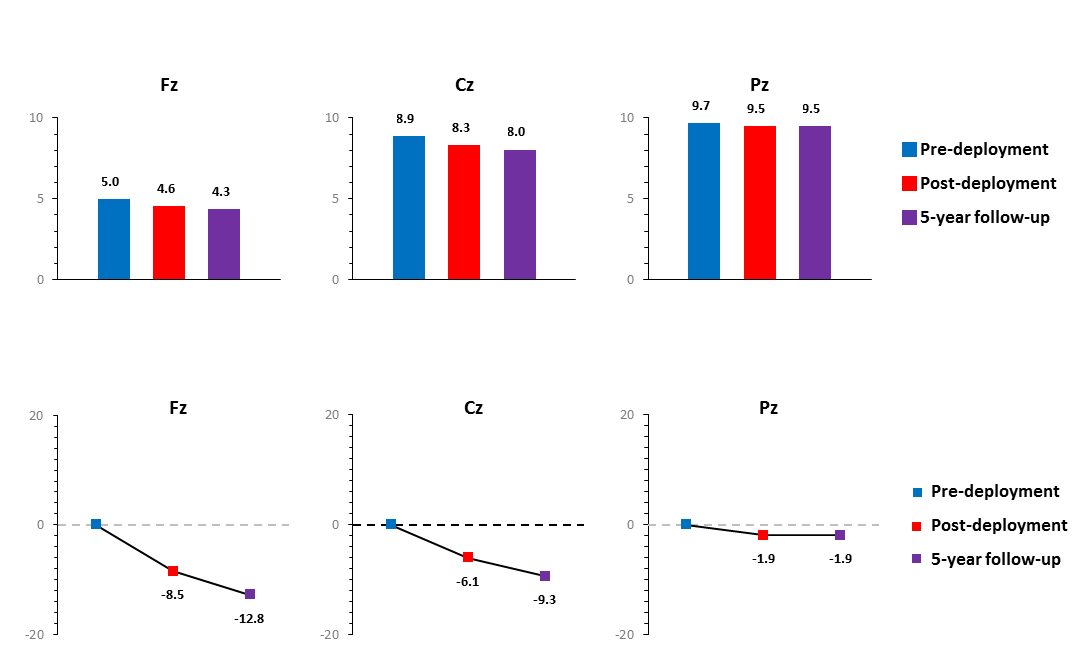 Fz
Cz
Pz
10
5
0
5.0
4.6
4.3
10
5
0
8.9
8.3
8.0
10
5
0
9.7
9.5
9.5
Pre-deployment
Post-deployment
5-year follow-up
Fz
Cz
Pz
20
0
-20
-8.5
-12.8
20
0
-20
-6.1
-9.3
20
0
-20
-1.9
-1.9
Pre-deployment
Post-deployment
5-year follow-up